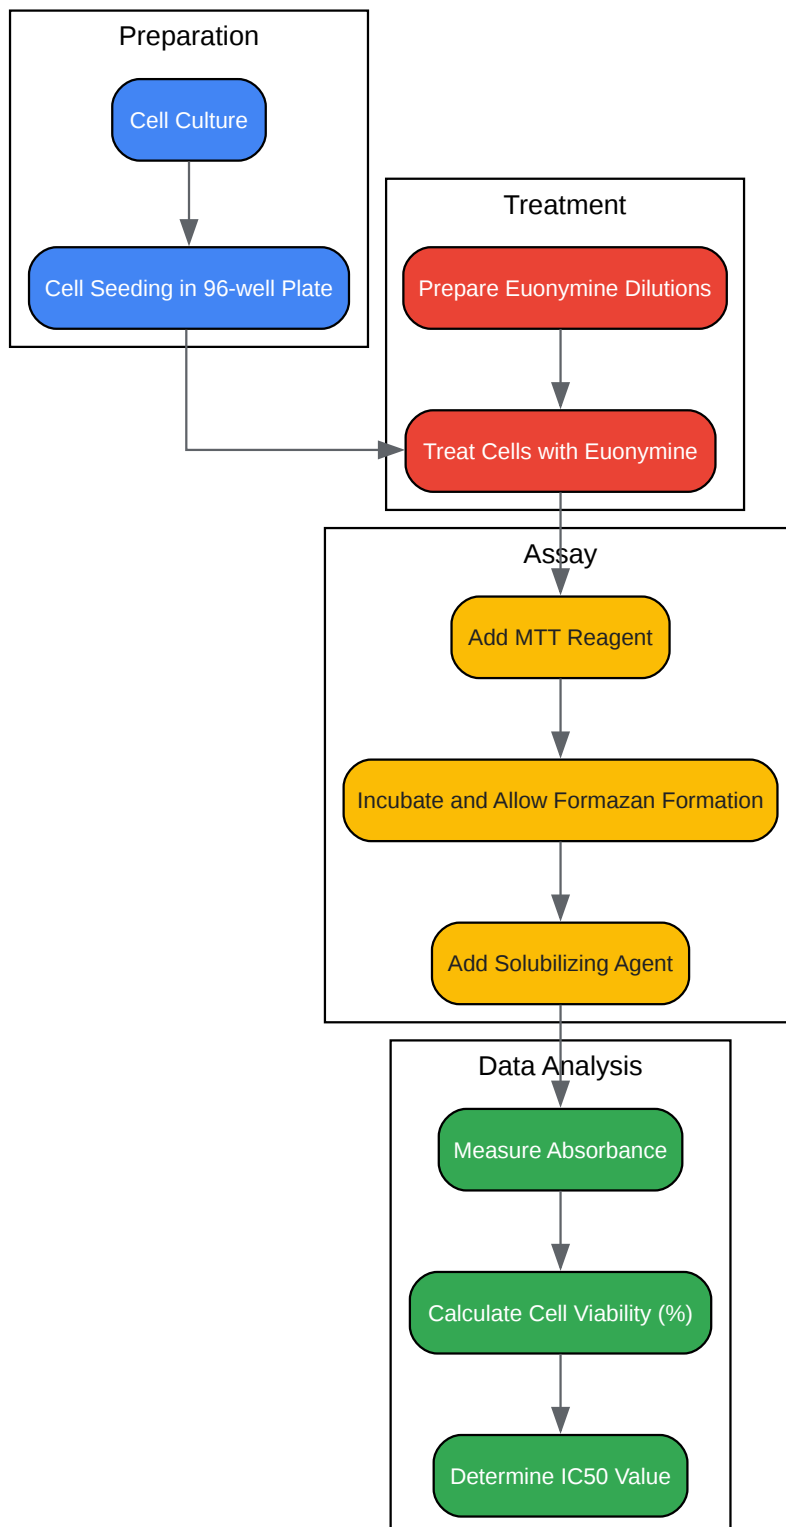 Preparation
Cell Culture
Cell Seeding in 96-well Plate
Treatment
Prepare Euonymine Dilutions
Treat Cells with Euonymine
Assay
Add MTT Reagent
Incubate and Allow Formazan Formation
Add Solubilizing Agent
Data Analysis
Measure Absorbance
Calculate Cell Viability (%)
Determine IC50 Value